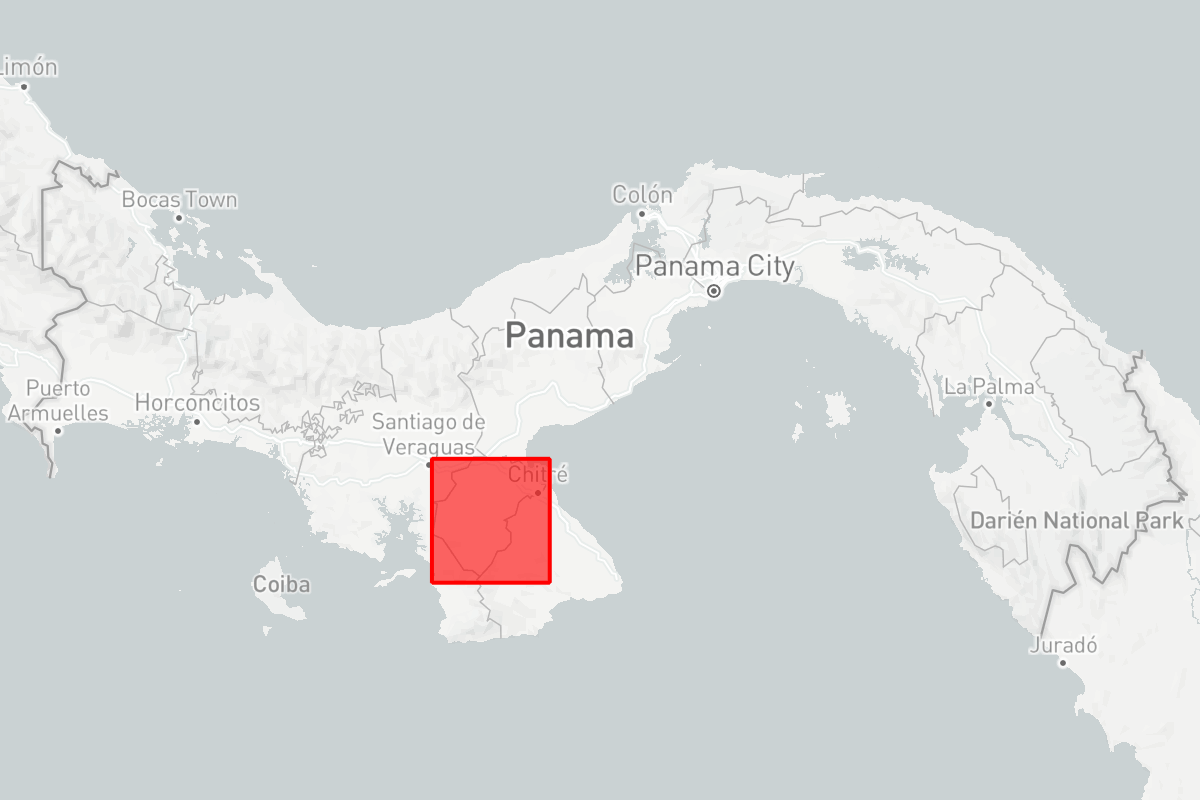 Limón
Bocas Town
Colón
Panama City
Panama
Puerto
Armuelles
Horconcitos
La Palma
Santiago de
Veraguas
Chitré
Darién National Park
Coiba
Juradó